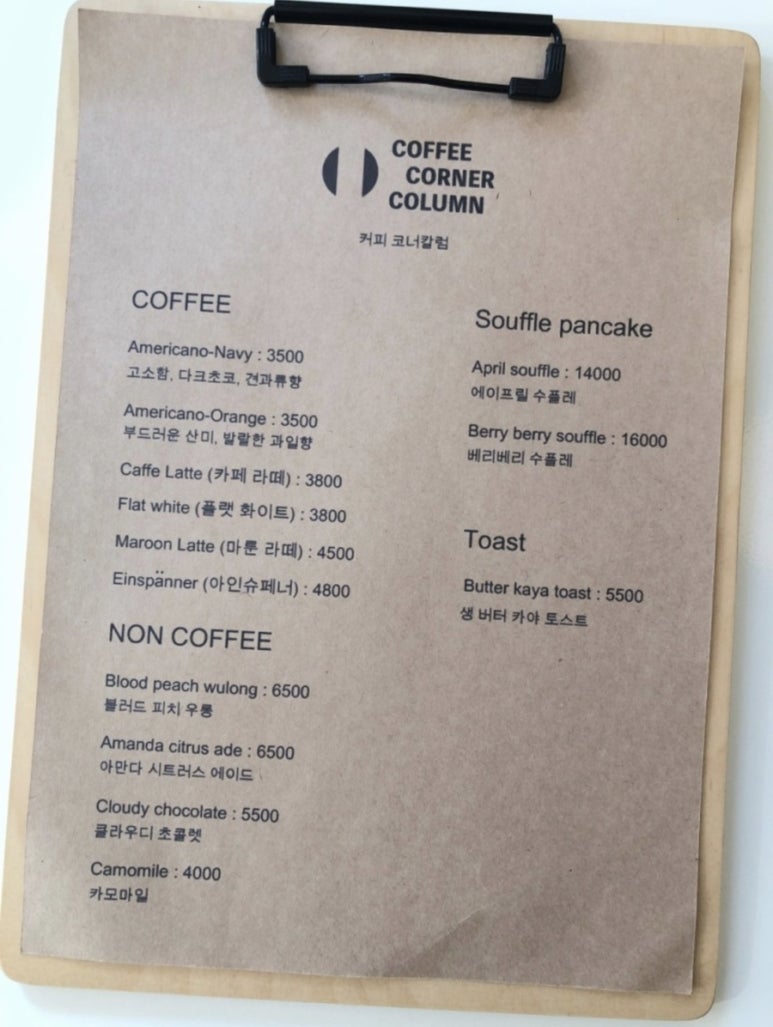 COFFEE
CORNER
COLUMN
커피 코너칼럼
COFFEE
Americano-Navy : 3500
고소함, 다크초코, 견과류향
Americano-Orange : 3500
부드러운 산미, 발랄한 과일향
Caffe Latte (카페 라떼) : 3800
Flat white (플랫 화이트) : 3800
Maroon Latte (마룬 라떼) : 4500
Einspänner (아인슈페너) : 4800
NON COFFEE
Blood peach wulong : 6500
블러드 피치 우롱
Amanda citrus ade : 6500
아만다 시트러스 에이드
Cloudy chocolate : 5500
클라우디 초콜렛
Camomile : 4000
카모마일
Souffle pancake
April souffle : 14000
에이프릴 수플레
Berry berry souffle : 16000
베리베리 수플레
Toast
Butter kaya toast : 5500
생 버터 카야 토스트